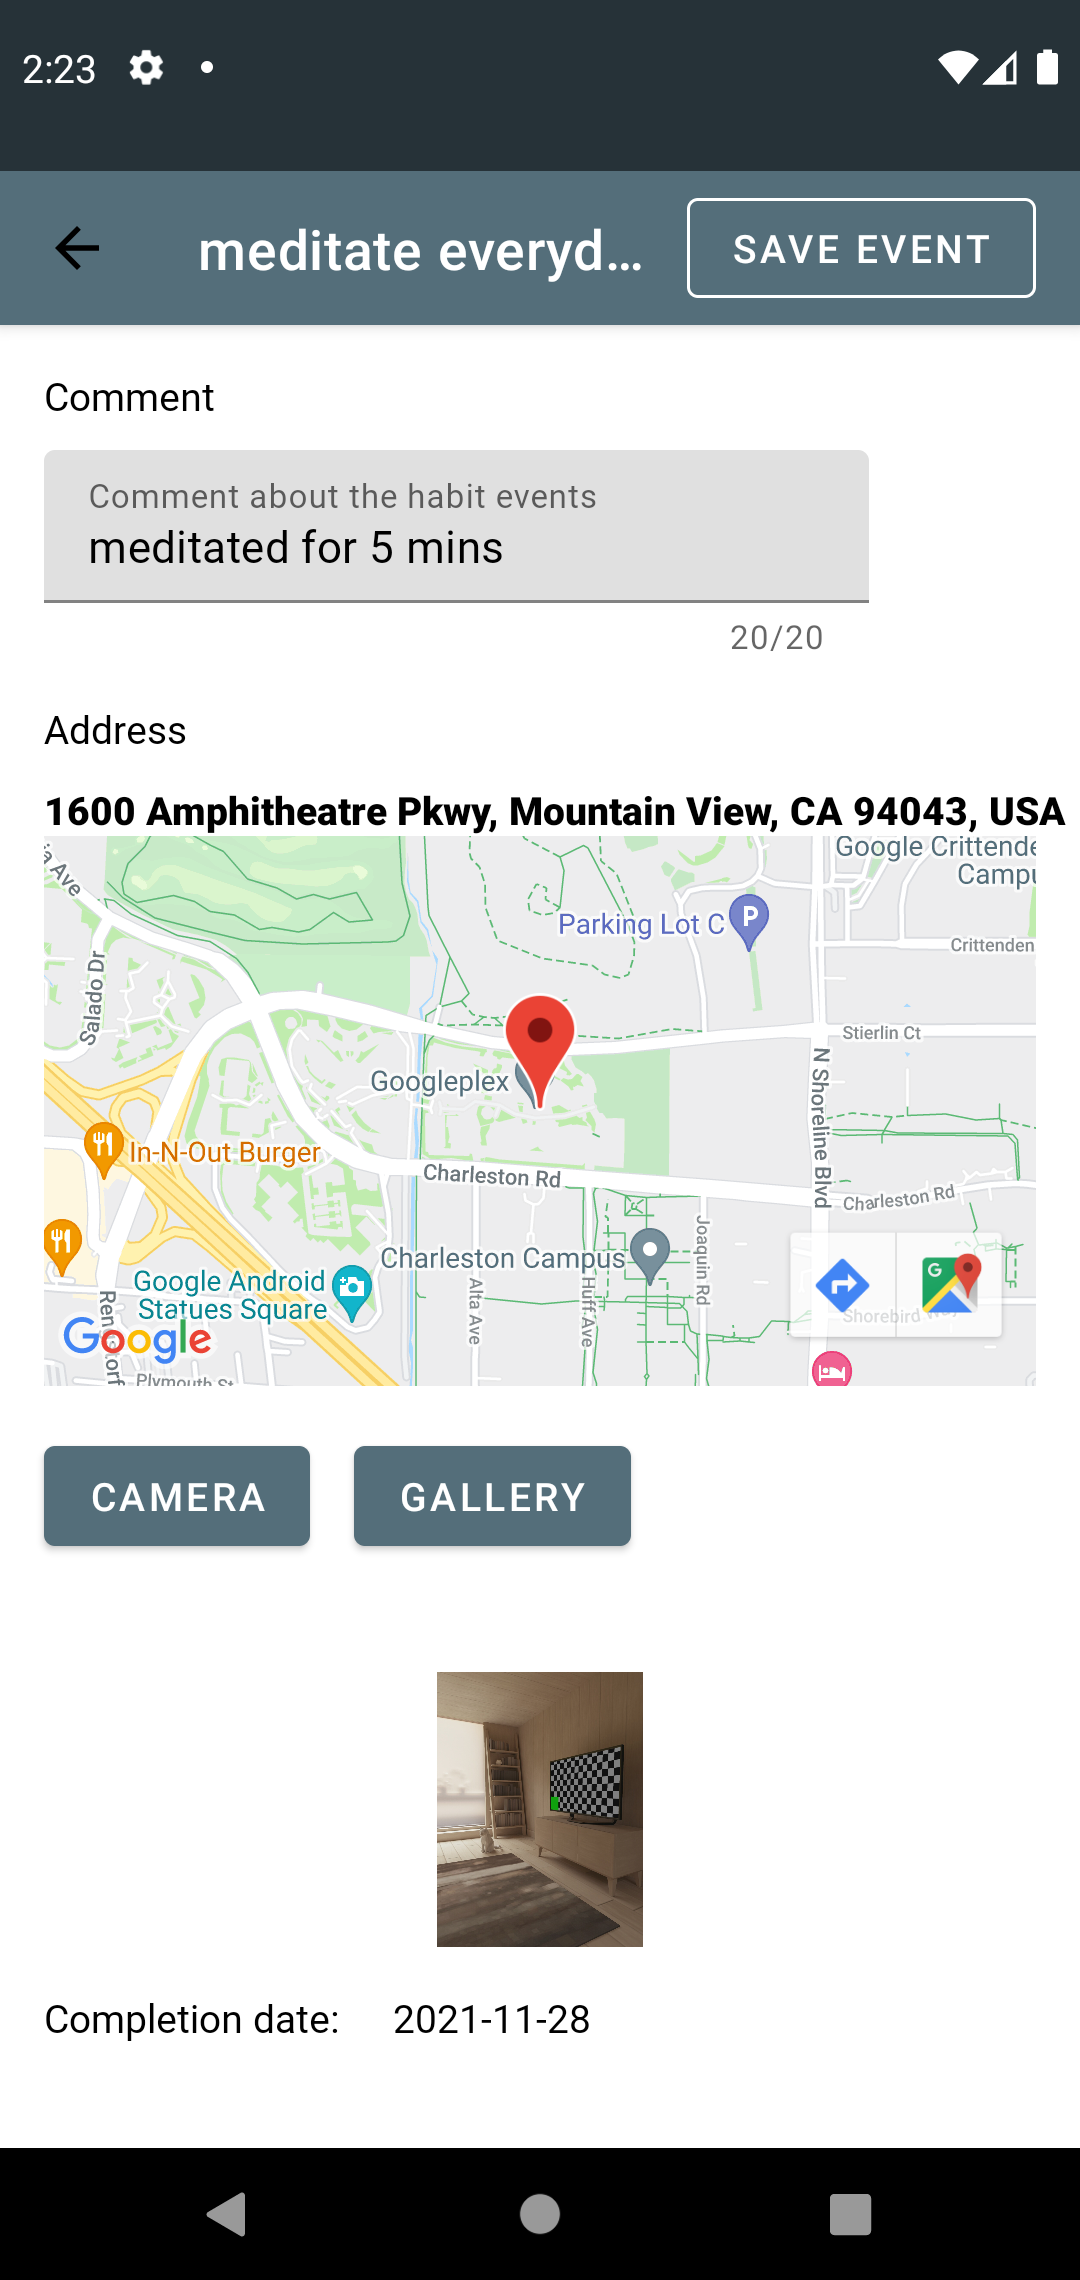 2:23
meditate everyd...
SAVE EVENT
Comment
Comment about the habit events
meditated for 5 mins
20/20
Address
1600 Amphitheatre Pkwy, Mountain View, CA 94043, USA
Google Crittende
Campu
ia Ave
Parking Lot C
P
Crittenden
Salado Dr
Stierlin Ct
N Shoreline Blvd
Googleplex
In-N-Out Burger
Charleston Rd
Charleston Rd
Charleston Campus
Joaquin Rd
Google Android
Statues Square
Alta Ave
Huff Ave
G
Shorebird Way
Google
Plymouth St
CAMERA
GALLERY
Completion date: 2021-11-28